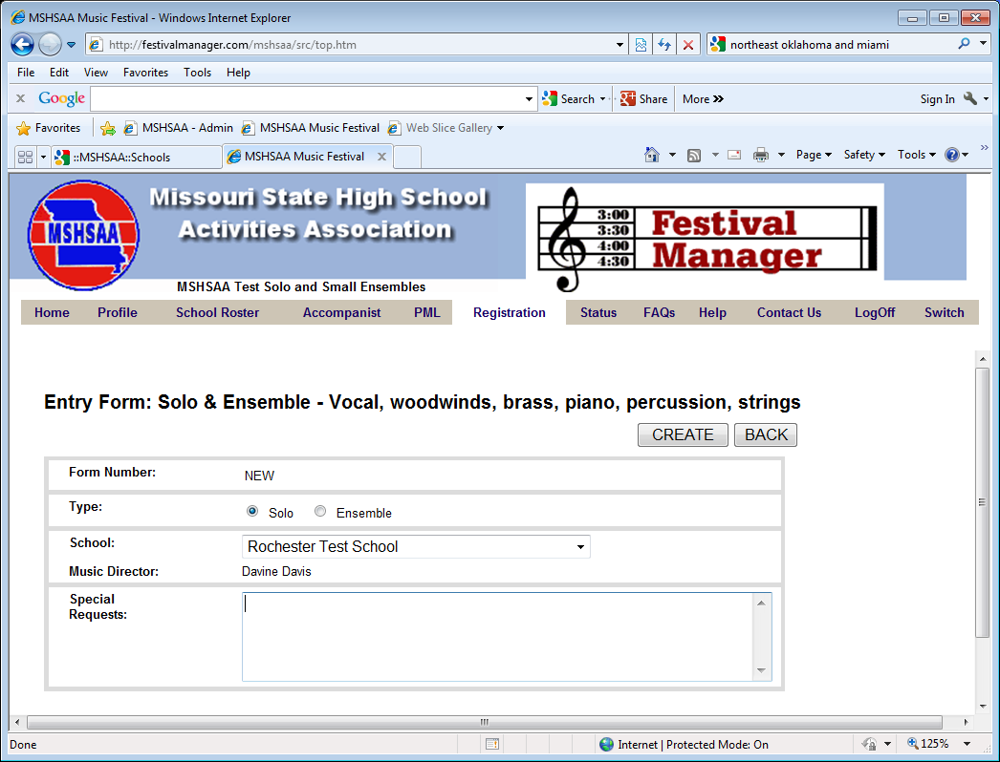 MSHSAA Music Festival - Windows Internet Explorer
http://festivalmanager.com/mshsaa/src/top.htm
northeast oklahoma and miami
File Edit View Favorites Tools Help
x Google Search Share More » Sign In
Favorites MSHSAA - Admin MSHSAA Music Festival Web Slice Gallery
::MSHSAA::Schools MSHSAA Music Festival x Page Safety Tools »
MSHSAA
Missouri State High School
Activities Association
3:00
3:30
4:00
4:30
Festival
Manager
MSHSAA Test Solo and Small Ensembles
Home Profile School Roster Accompanist PML Registration Status FAQs Help Contact Us LogOff Switch
Entry Form: Solo & Ensemble - Vocal, woodwinds, brass, piano, percussion, strings
CREATE BACK
Form Number: NEW
Type: Solo Ensemble
School: Rochester Test School
Music Director: Davine Davis
Special
Requests:
Done Internet | Protected Mode: On 125%